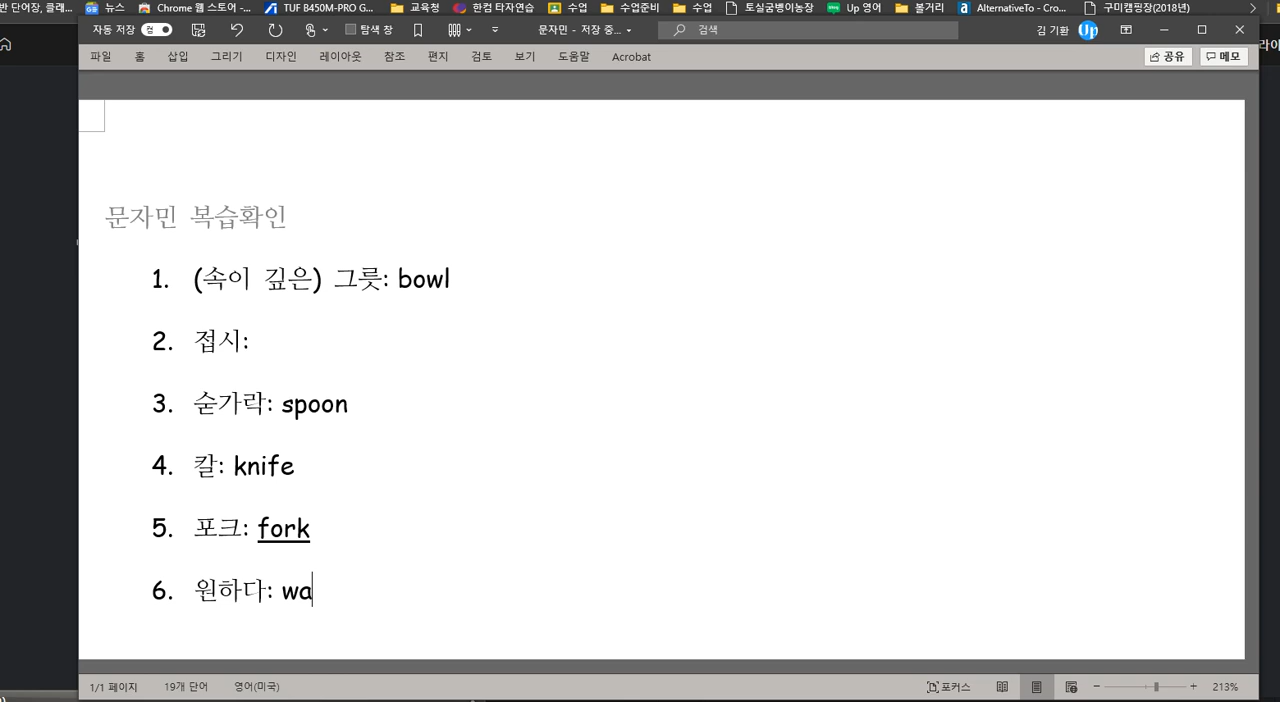 반 단어장, 클래... 뉴스 Chrome 웹 스토어 -... TUF B450M-PRO G... 교육청 한컴 타자연습 수업 수업준비 수업 토실굼벵이농장 Up 영어 볼거리 AlternativeTo - Cro... 구미캠핑장(2018년)
자동 저장 문자민 - 저장 중... 검색 김 기환 Up
탐색 창
파일 홈 삽입 그리기 디자인 레이아웃 참조 편지 검토 보기 도움말 Acrobat 공유 메모
문자민 복습확인
1. (속이 깊은) 그릇: bowl
2. 접시:
3. 숟가락: spoon
4. 칼: knife
5. 포크: fork
6. 원하다: wa
1/1 페이지 19개 단어 영어(미국) 포커스 213%